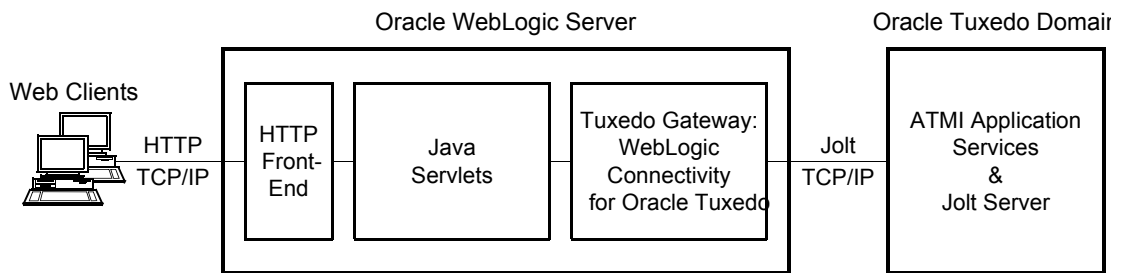 Oracle WebLogic Server
Oracle Tuxedo Domain
Web Clients
HTTP
TCP/IP
HTTP
Front-
End
Java
Servlets
Tuxedo Gateway:
WebLogic
Connectivity
for Oracle Tuxedo
Jolt
TCP/IP
ATMI Application
Services
&
Jolt Server